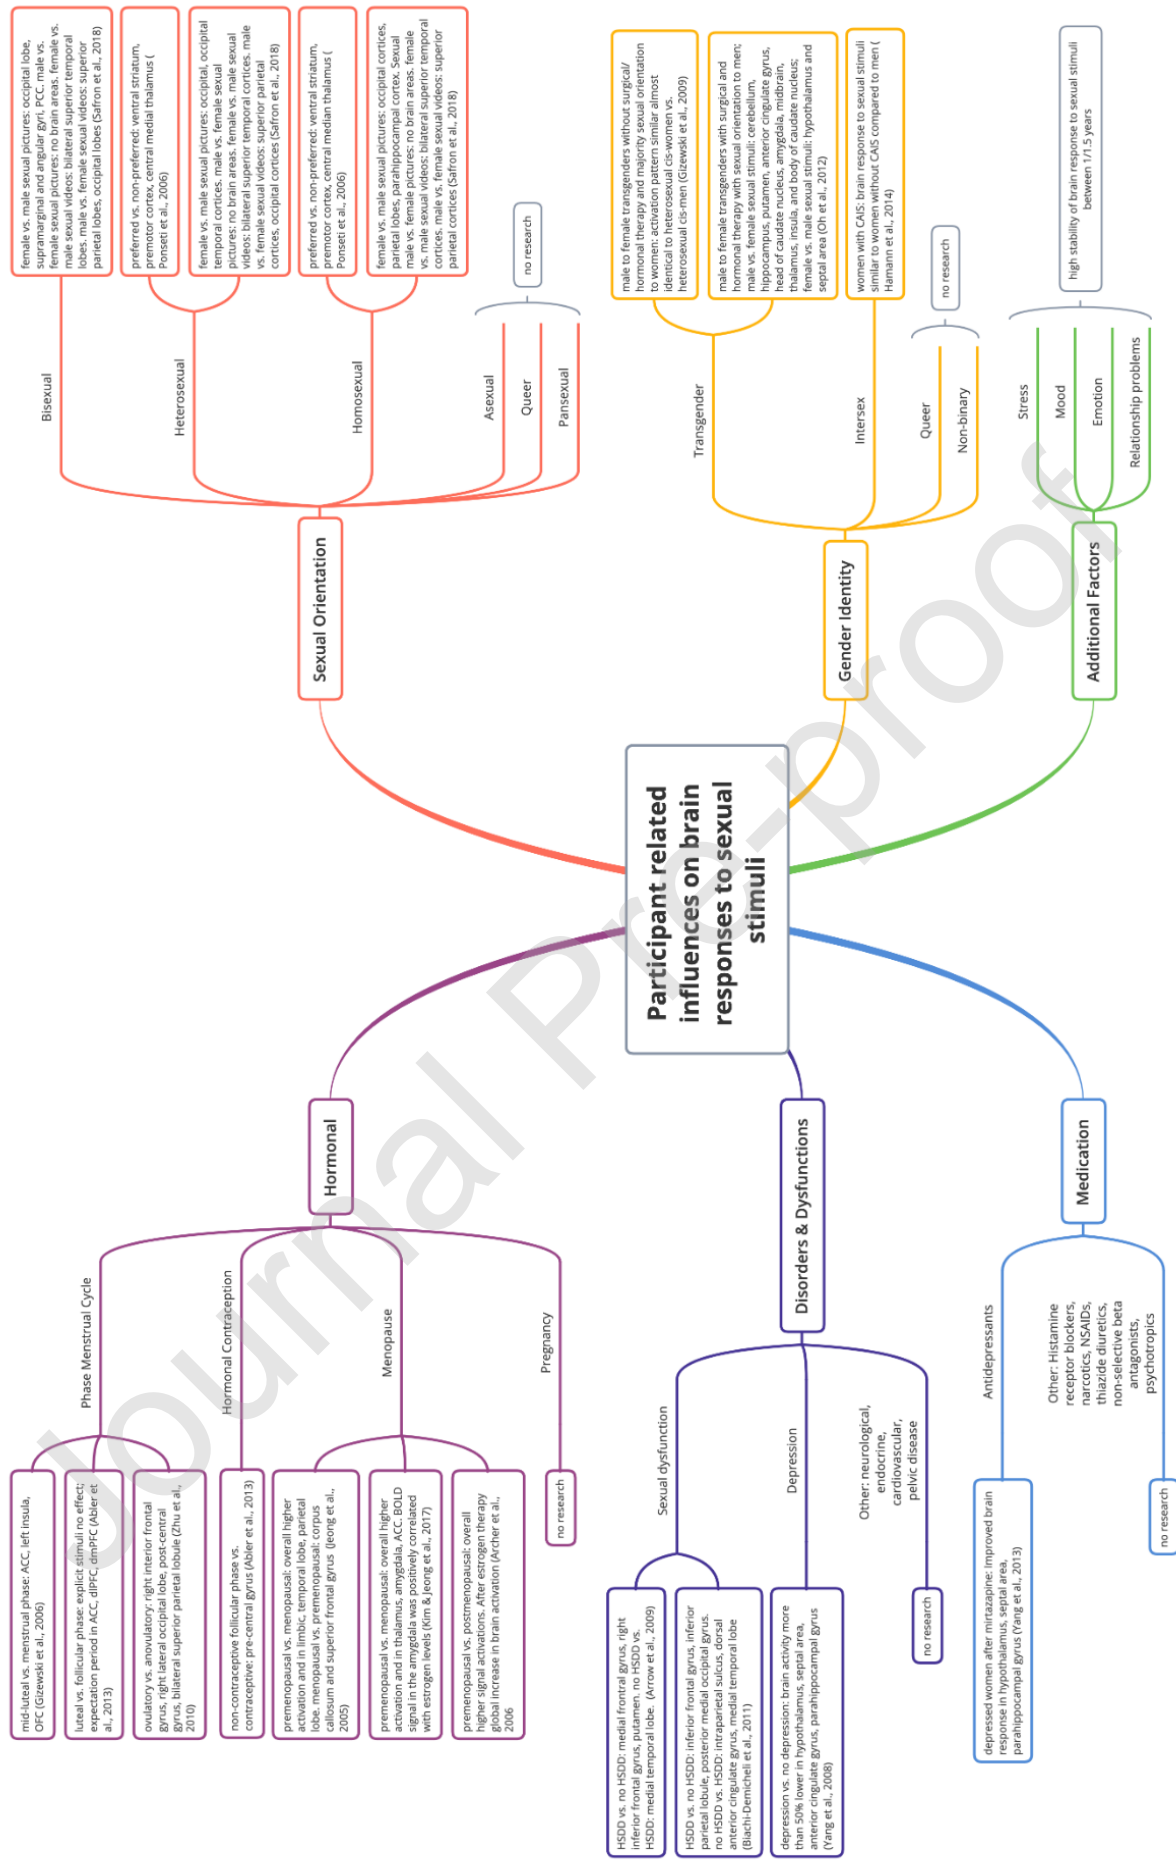 Participant related
influences on brain
responses to sexual
stimuli
Hormonal
Phase Menstrual Cycle
mid-luteal vs. menstrual phase: ACC, left insula,
OFC (Gizewski et al., 2006)
luteal vs. follicular phase: explicit stimuli no effect;
expectation period in ACC, dlPFC, dmPFC (Abler et
al., 2013)
ovulatory vs. anovulatory: right interior frontal
gyrus, right lateral occipital lobe, post-central
gyrus, bilateral superior parietal lobule (Zhu et al.,
2010)
Hormonal Contraception
non-contraceptive follicular phase vs.
contraceptive: pre-central gyrus (Abler et al., 2013)
Menopause
premenopausal vs. menopausal: overall higher
activation and in limbic, temporal lobe, parietal
lobe. menopausal vs. premenopausal: corpus
callosum and superior frontal gyrus (Jeong et al.,
2005)
premenopausal vs. menopausal: overall higher
activation and in thalamus, amygdala, ACC. BOLD
signal in the amygdala was positively correlated
with estrogen levels (Kim & Jeong et al., 2017)
premenopausal vs. postmenopausal: overall
higher signal activations. After estrogen therapy
global increase in brain activation (Archer et al.,
2006
Pregnancy
no research
Disorders & Dysfunctions
Sexual dysfunction
HSDD vs. no HSDD: medial frontral gyrus, right
inferior frontal gyrus, putamen. no HSDD vs.
HSDD: medial temporal lobe. (Arrow et al., 2009)
HSDD vs. no HSDD: inferior frontal gyrus, inferior
parietal lobule, posterior medial occipital gyrus.
no HSDD vs. HSDD: intraparietal sulcus, dorsal
anterior cingulate gyrus, medial temporal lobe
(Biachi-Demicheli et al., 2011)
Depression
depression vs. no depression: brain activity more
than 50% lower in hypothalamus, septal area,
anterior cingulate gyrus, parahippocampal gyrus
(Yang et al., 2008)
Other: neurological,
endocrine,
cardiovascular,
pelvic disease
no research
Medication
Antidepressants
depressed women after mirtazapine: improved brain
response in hypothalamus, septal area,
parahippocampal gyrus (Yang et al., 2013)
Other: Histamine
receptor blockers,
narcotics, NSAIDs,
thiazide diuretics,
non-selective beta
antagonists,
psychotropics
no research
Sexual Orientation
Bisexual
female vs. male sexual pictures: occipital lobe,
supramarginal and angular gyri, PCC. male vs.
female sexual pictures: no brain areas. female vs.
male sexual videos: bilateral superior temporal
lobes. male vs. female sexual videos: superior
parietal lobes, occipital lobes (Safron et al., 2018)
Heterosexual
preferred vs. non-preferred: ventral striatum,
premotor cortex, central medial thalamus (
Ponseti et al., 2006)
female vs. male sexual pictures: occipital, occipital
temporal cortices. male vs. female sexual
pictures: no brain areas. female vs. male sexual
videos: bilateral superior temporal cortices. male
vs. female sexual videos: superior parietal
cortices, occipital cortices (Safron et al., 2018)
Homosexual
preferred vs. non-preferred: ventral striatum,
premotor cortex, central median thalamus (
Ponseti et al., 2006)
female vs. male sexual pictures: occipital cortices,
parietal lobes, parahippocampal cortex. Sexual
male vs. female pictures: no brain areas. female
vs. male sexual videos: bilateral superior temporal
cortices. male vs. female sexual videos: superior
parietal cortices (Safron et al., 2018)
Asexual
Queer
Pansexual
no research
Gender Identity
Transgender
male to female transgenders without surgical/
hormonal therapy and majority sexual orientation
to women: activation pattern similar almost
identical to heterosexual cis-women vs.
heterosexual cis-men (Gizewski et al., 2009)
male to female transgenders with surgical and
hormonal therapy with sexual orientation to men;
male vs. female sexual stimuli: cerebellum,
hippocampus, putamen, anterior cingulate gyrus,
head of caudate nucleus, amygdala, midbrain,
thalamus, insula, and body of caudate nucleus;
female vs. male sexual stimuli: hypothalamus and
septal area (Oh et al., 2012)
Intersex
women with CAIS: brain response to sexual stimuli
similar to women without CAIS compared to men (
Hamann et al., 2014)
Queer
Non-binary
no research
Additional Factors
Stress
Mood
Emotion
Relationship problems
high stability of brain response to sexual stimuli
between 1/1.5 years
Journal Pre-proof